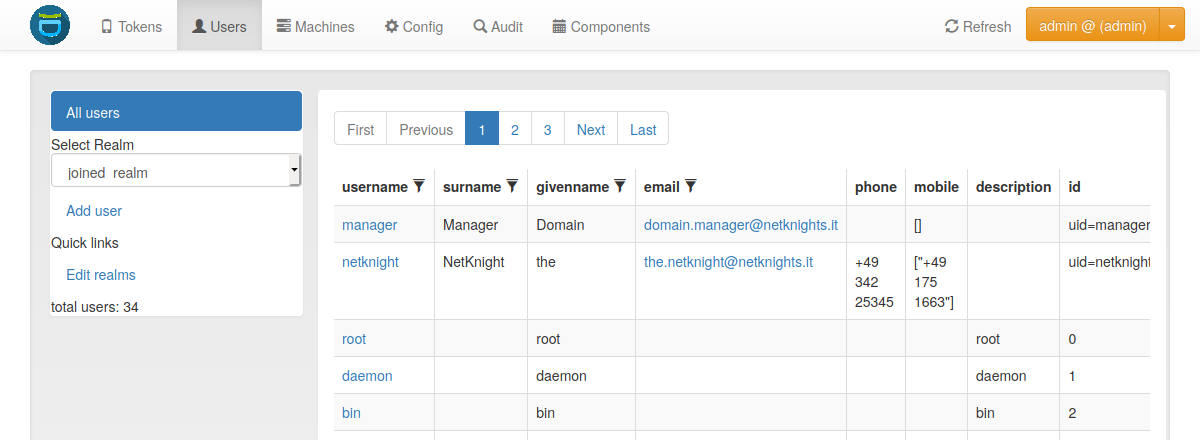 Tokens Users Machines Config Audit Components Refresh admin @ (admin)
All users
Select Realm
joined_realm
Add user
Quick links
Edit realms
total users: 34
First Previous 1 2 3 Next Last
username surname givenname email phone mobile description id
manager Manager Domain domain.manager@netknights.it [] uid=manager
netknight NetKnight the the.netknight@netknights.it +49 ["+49 uid=netknight
342 175
25345 1663"]
root root root 0
daemon daemon daemon 1
bin bin bin 2